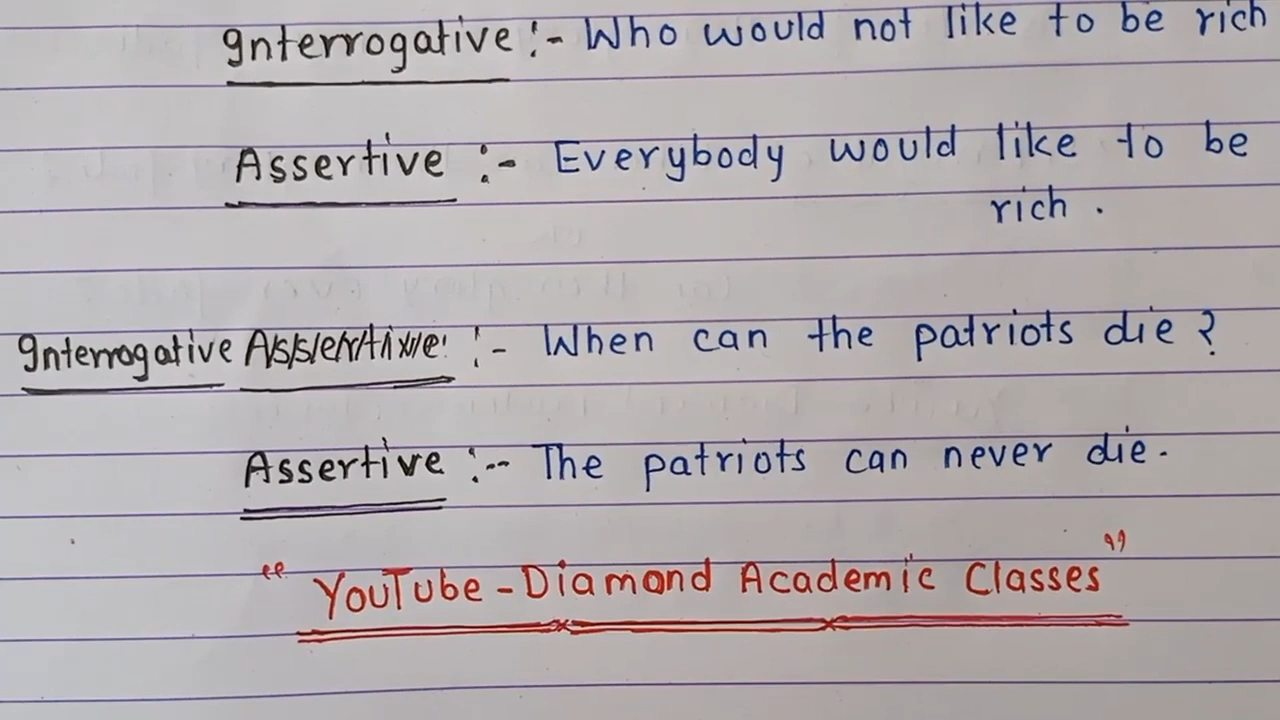 Interrogative :- Who would not like to be rich
Assertive :- Everybody would like to be
rich .
Interrogative Assertive :- When can the patriots die ?
Assertive :-- The patriots can never die.
“ YouTube - Diamond Academic Classes ”